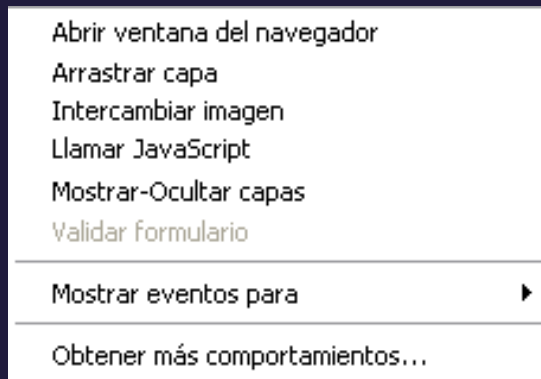 Abrir ventana del navegador
Arrastrar capa
Intercambiar imagen
Llamar JavaScript
Mostrar-Ocultar capas
Validar formulario
Mostrar eventos para
Obtener más comportamientos...